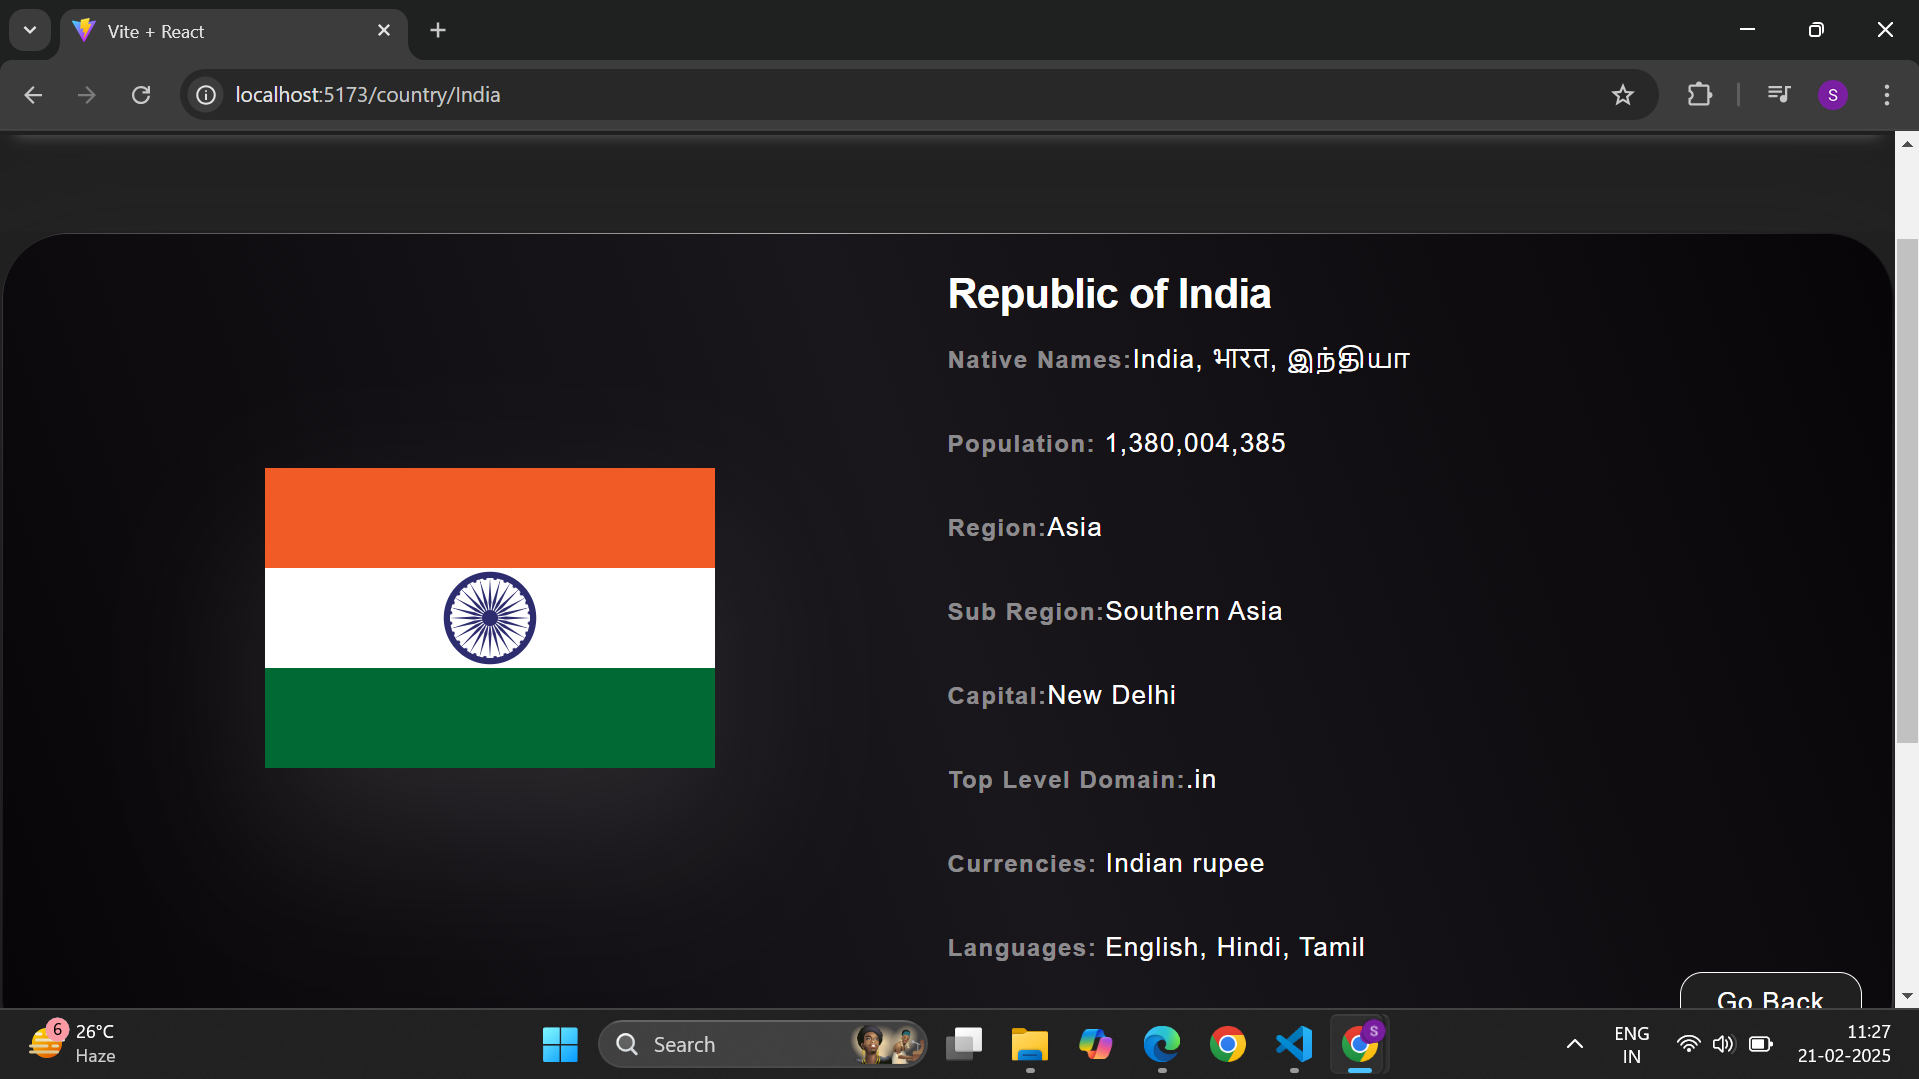 Vite + React
localhost:5173/country/India
S
Republic of India
Native Names:India, भारत, இந்தியா
Population: 1,380,004,385
Region:Asia
Sub Region:Southern Asia
Capital:New Delhi
Top Level Domain:.in
Currencies: Indian rupee
Languages: English, Hindi, Tamil
Go Back
6
26°C
Haze
Search
S
ENG
IN
11:27
21-02-2025